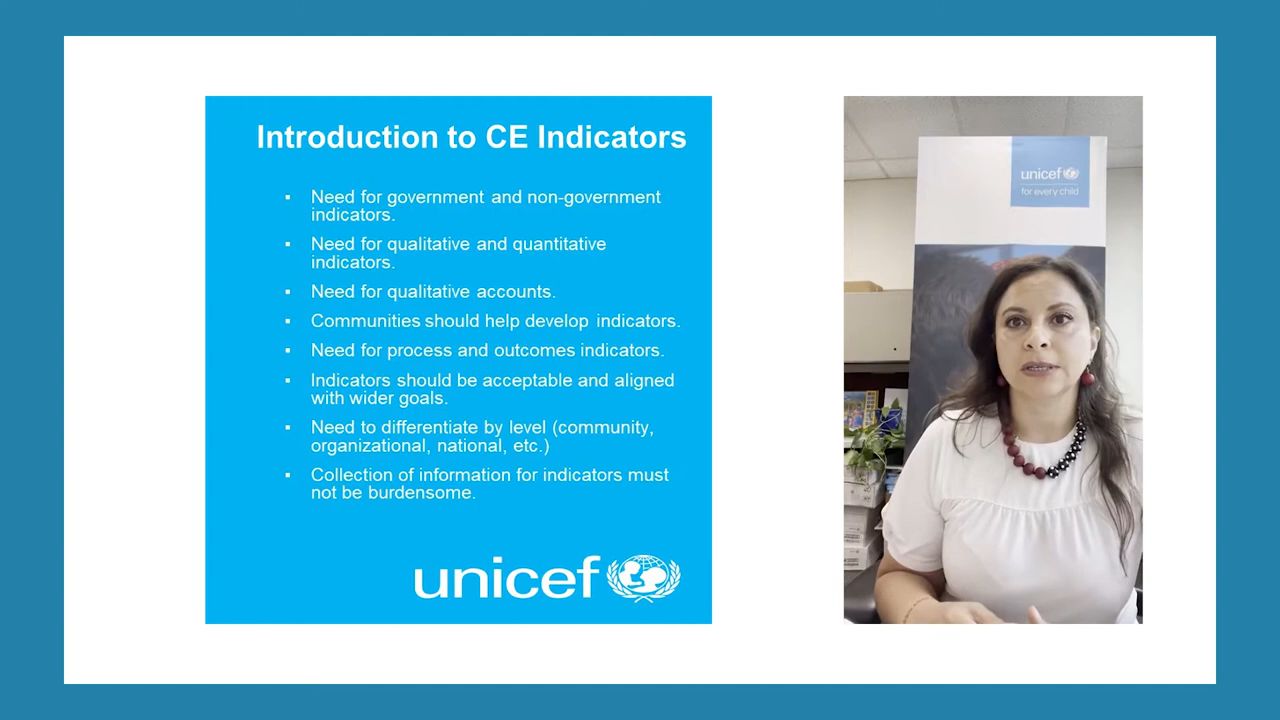 Introduction to CE Indicators
▪ Need for government and non-government
indicators.
▪ Need for qualitative and quantitative
indicators.
▪ Need for qualitative accounts.
▪ Communities should help develop indicators.
▪ Need for process and outcomes indicators.
▪ Indicators should be acceptable and aligned
with wider goals.
▪ Need to differentiate by level (community,
organizational, national, etc.)
▪ Collection of information for indicators must
not be burdensome.
unicef
unicef
for every child